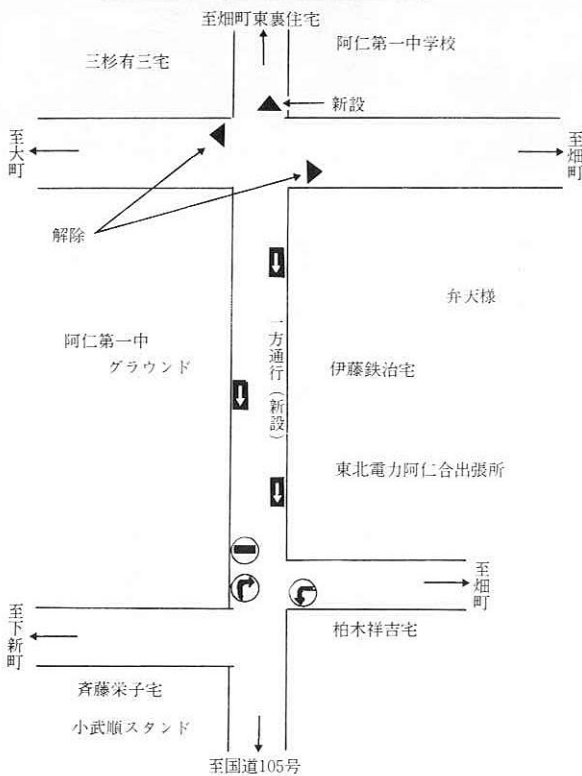 至畑町東裏住宅
三杉有三宅
阿仁第一中学校
新設
至大町
至畑町
解除
弁天様
一方通行（新設）
阿仁第一中
グラウンド
伊藤鉄治宅
東北電力阿仁合出張所
至畑町
至下新町
柏木祥吉宅
斉藤栄子宅
小武順スタンド
至国道105号